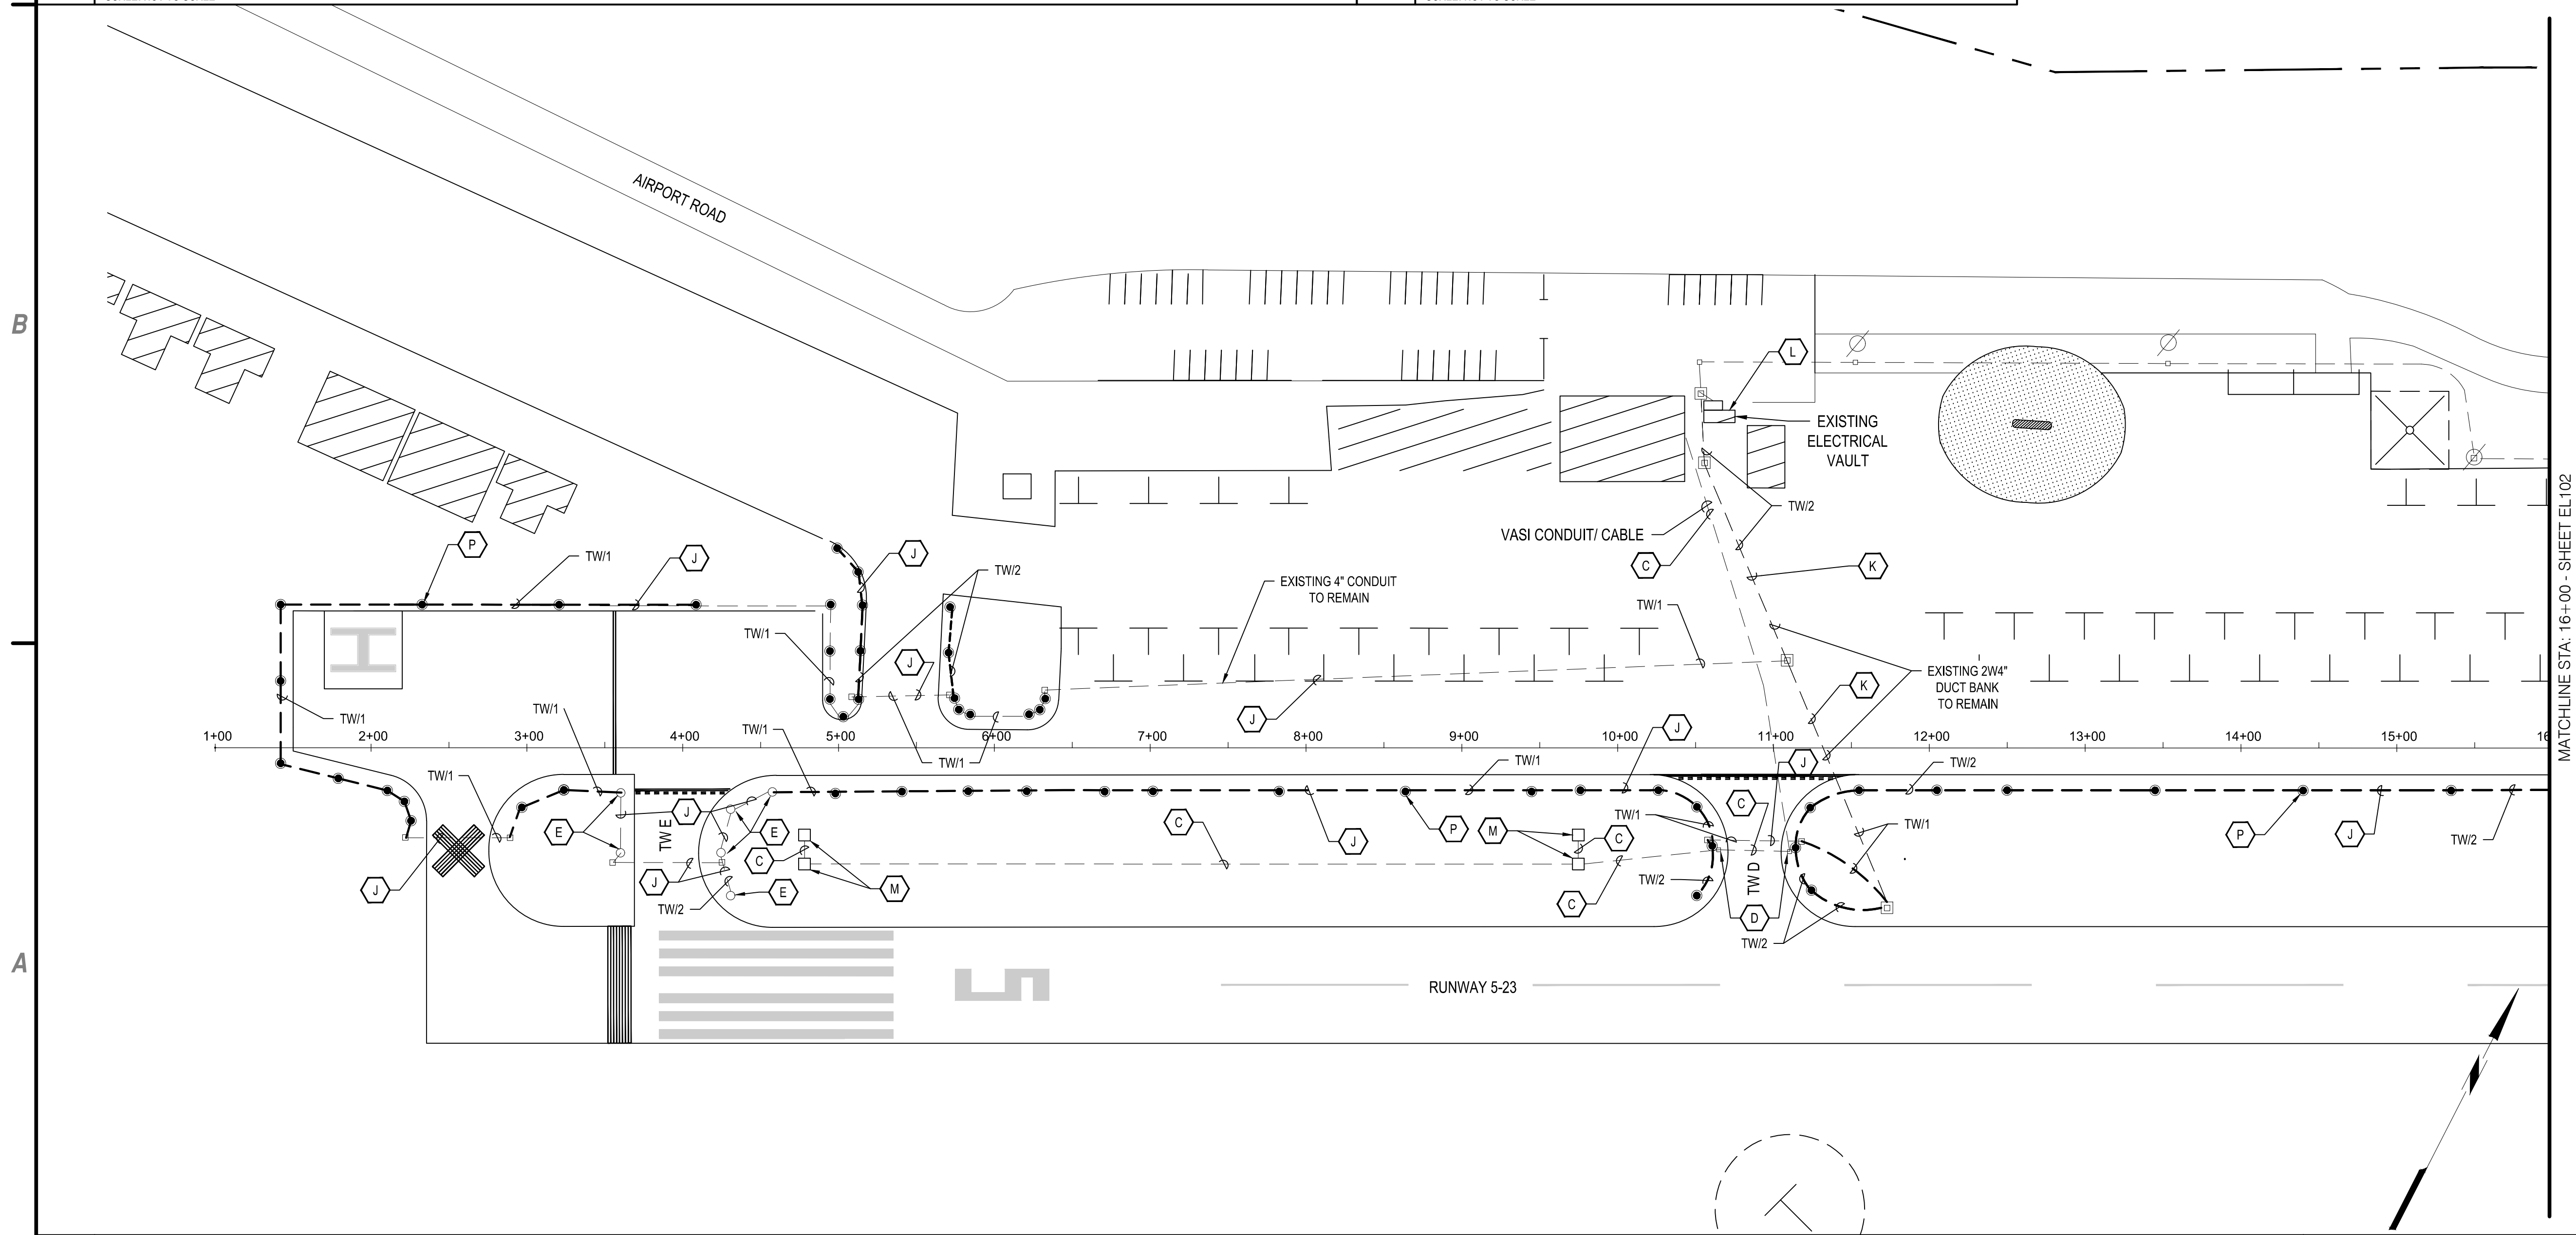 AIRPORT ROAD
B
L
EXISTING
ELECTRICAL
VAULT
TW/2
VASI CONDUIT/ CABLE
C
K
P
TW/1
J
J
TW/2
EXISTING 4" CONDUIT
TO REMAIN
TW/1
TW/1
J
H
EXISTING 2W4"
DUCT BANK
TO REMAIN
K
TW/1
TW/1
J
J
TW/1
TW/1
1+00
2+00
3+00
4+00
5+00
6+00
7+00
8+00
9+00
10+00
11+00
12+00
13+00
14+00
15+00
16
TW/1
TW/1
J
TW/2
E
J
TW E
E
C
C
J
P
M
C
TW/1
C
TW/1
P
J
TW/2
J
J
E
M
TW/2
C
TW/2
TW D
D
TW/2
A
5
RUNWAY 5-23
MATCHLINE STA: 16+00 - SHEET EL102